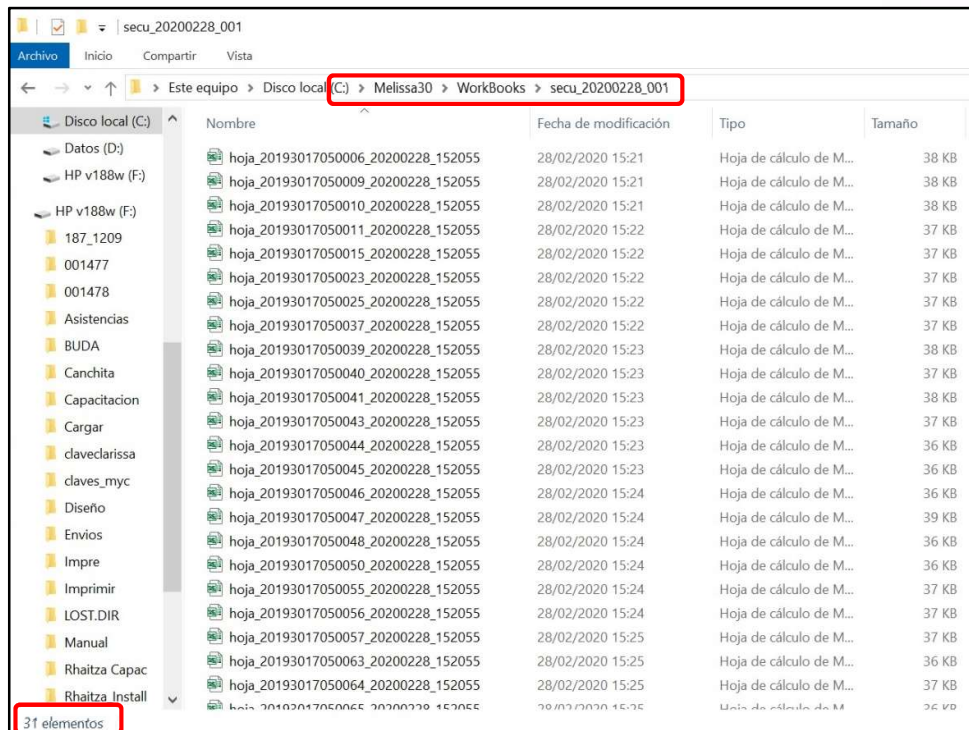 secu_20200228_001
Archivo Inicio Compartir Vista
Este equipo > Disco local (C:) > Melissa30 > WorkBooks > secu_20200228_001
Disco local (C:)
Datos (D:)
HP v188w (F:)
HP v188w (F:)
187_1209
001477
001478
Asistencias
BUDA
Canchita
Capacitacion
Cargar
claveclarissa
claves_myc
Diseño
Envios
Impre
Imprimir
LOST.DIR
Manual
Rhaitza Capac
Rhaitza_Install
Nombre Fecha de modificación Tipo Tamaño
hoja_20193017050006_20200228_152055 28/02/2020 15:21 Hoja de cálculo de M... 38 KB
hoja_20193017050009_20200228_152055 28/02/2020 15:21 Hoja de cálculo de M... 38 KB
hoja_20193017050010_20200228_152055 28/02/2020 15:21 Hoja de cálculo de M... 38 KB
hoja_20193017050011_20200228_152055 28/02/2020 15:22 Hoja de cálculo de M... 37 KB
hoja_20193017050015_20200228_152055 28/02/2020 15:22 Hoja de cálculo de M... 37 KB
hoja_20193017050023_20200228_152055 28/02/2020 15:22 Hoja de cálculo de M... 37 KB
hoja_20193017050025_20200228_152055 28/02/2020 15:22 Hoja de cálculo de M... 37 KB
hoja_20193017050037_20200228_152055 28/02/2020 15:22 Hoja de cálculo de M... 37 KB
hoja_20193017050039_20200228_152055 28/02/2020 15:23 Hoja de cálculo de M... 38 KB
hoja_20193017050040_20200228_152055 28/02/2020 15:23 Hoja de cálculo de M... 37 KB
hoja_20193017050041_20200228_152055 28/02/2020 15:23 Hoja de cálculo de M... 38 KB
hoja_20193017050043_20200228_152055 28/02/2020 15:23 Hoja de cálculo de M... 37 KB
hoja_20193017050044_20200228_152055 28/02/2020 15:23 Hoja de cálculo de M... 36 KB
hoja_20193017050045_20200228_152055 28/02/2020 15:23 Hoja de cálculo de M... 36 KB
hoja_20193017050046_20200228_152055 28/02/2020 15:24 Hoja de cálculo de M... 36 KB
hoja_20193017050047_20200228_152055 28/02/2020 15:24 Hoja de cálculo de M... 39 KB
hoja_20193017050048_20200228_152055 28/02/2020 15:24 Hoja de cálculo de M... 36 KB
hoja_20193017050050_20200228_152055 28/02/2020 15:24 Hoja de cálculo de M... 36 KB
hoja_20193017050055_20200228_152055 28/02/2020 15:24 Hoja de cálculo de M... 37 KB
hoja_20193017050056_20200228_152055 28/02/2020 15:24 Hoja de cálculo de M... 37 KB
hoja_20193017050057_20200228_152055 28/02/2020 15:25 Hoja de cálculo de M... 37 KB
hoja_20193017050063_20200228_152055 28/02/2020 15:25 Hoja de cálculo de M... 36 KB
hoja_20193017050064_20200228_152055 28/02/2020 15:25 Hoja de cálculo de M... 37 KB
31 elementos